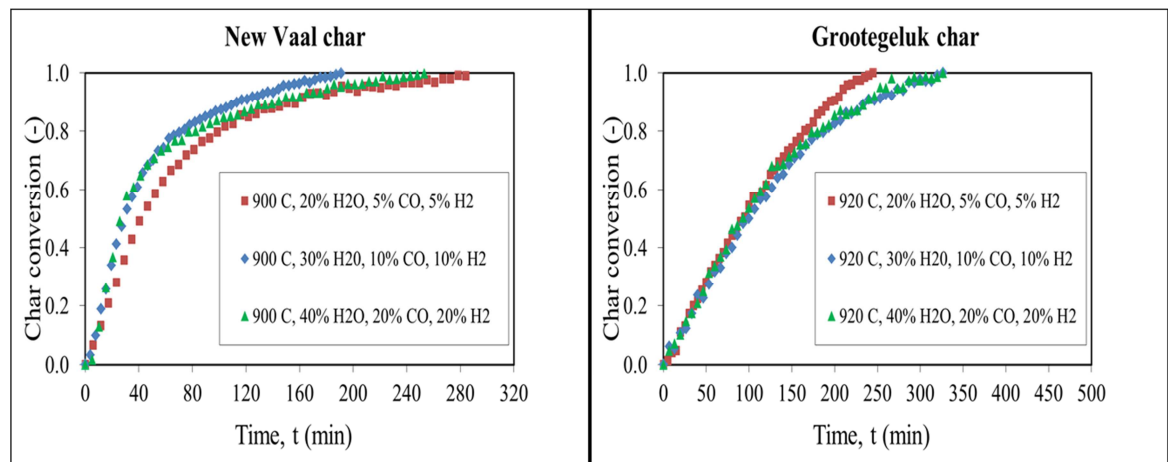 New Vaal char
1.0
0.8
0.6
0.4
0.2
0.0
Char conversion (-)
900 C, 20% H2O, 5% CO, 5% H2
900 C, 30% H20, 10% CO, 10% H2
900 C, 40% H2O, 20% CO, 20% H2
0 40 80 120 160 200 240 280 320
Time, t (min)
Grootegeluk char
1.0
0.8
0.6
0.4
0.2
0.0
Char conversion (-)
920 C, 20% H2O, 5% CO, 5% H2
920 C, 30% H20, 10% CO, 10% H2
920 C, 40% H2O, 20% CO, 20% H2
0 50 100 150 200 250 300 350 400 450 500
Time, t (min)